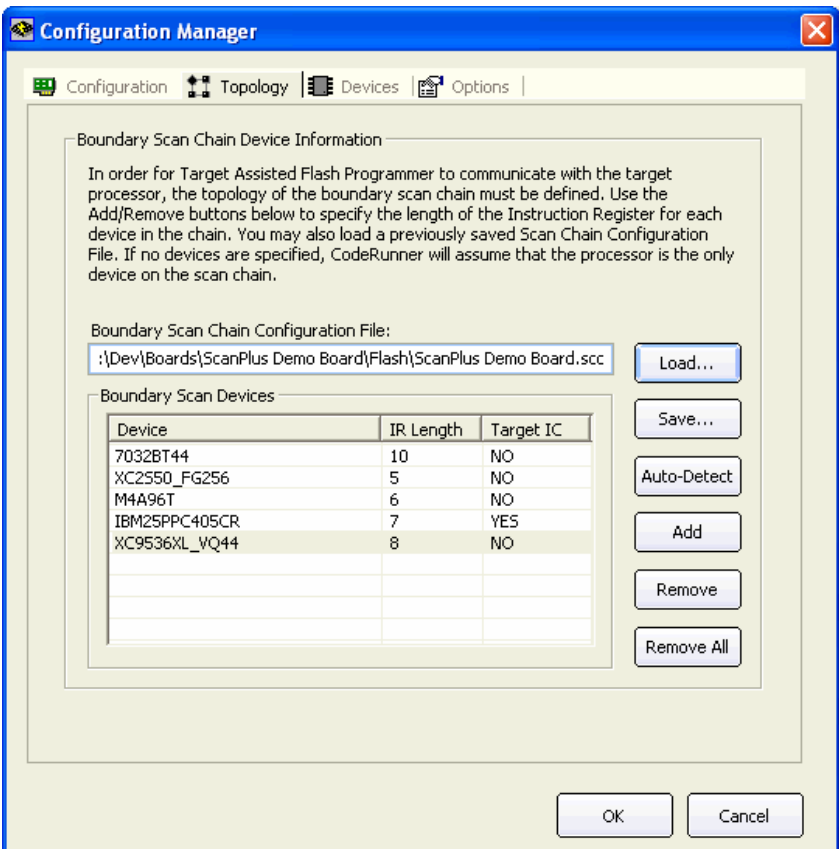 Configuration Manager
Configuration Topology Devices Options
Boundary Scan Chain Device Information
In order for Target Assisted Flash Programmer to communicate with the target
processor, the topology of the boundary scan chain must be defined. Use the
Add/Remove buttons below to specify the length of the Instruction Register for each
device in the chain. You may also load a previously saved Scan Chain Configuration
File. If no devices are specified, CodeRunner will assume that the processor is the only
device on the scan chain.
Boundary Scan Chain Configuration File:
:\Dev\Boards\ScanPlus Demo Board\Flash\ScanPlus Demo Board.scc
Load...
Boundary Scan Devices
Save...
Device IR Length Target IC
7032BT44 10 NO
XC2S50_FG256 5 NO
M4A96T 6 NO
IBM25PPC405CR 7 YES
XC9536XL_VQ44 8 NO
Auto-Detect
Add
Remove
Remove All
OK Cancel